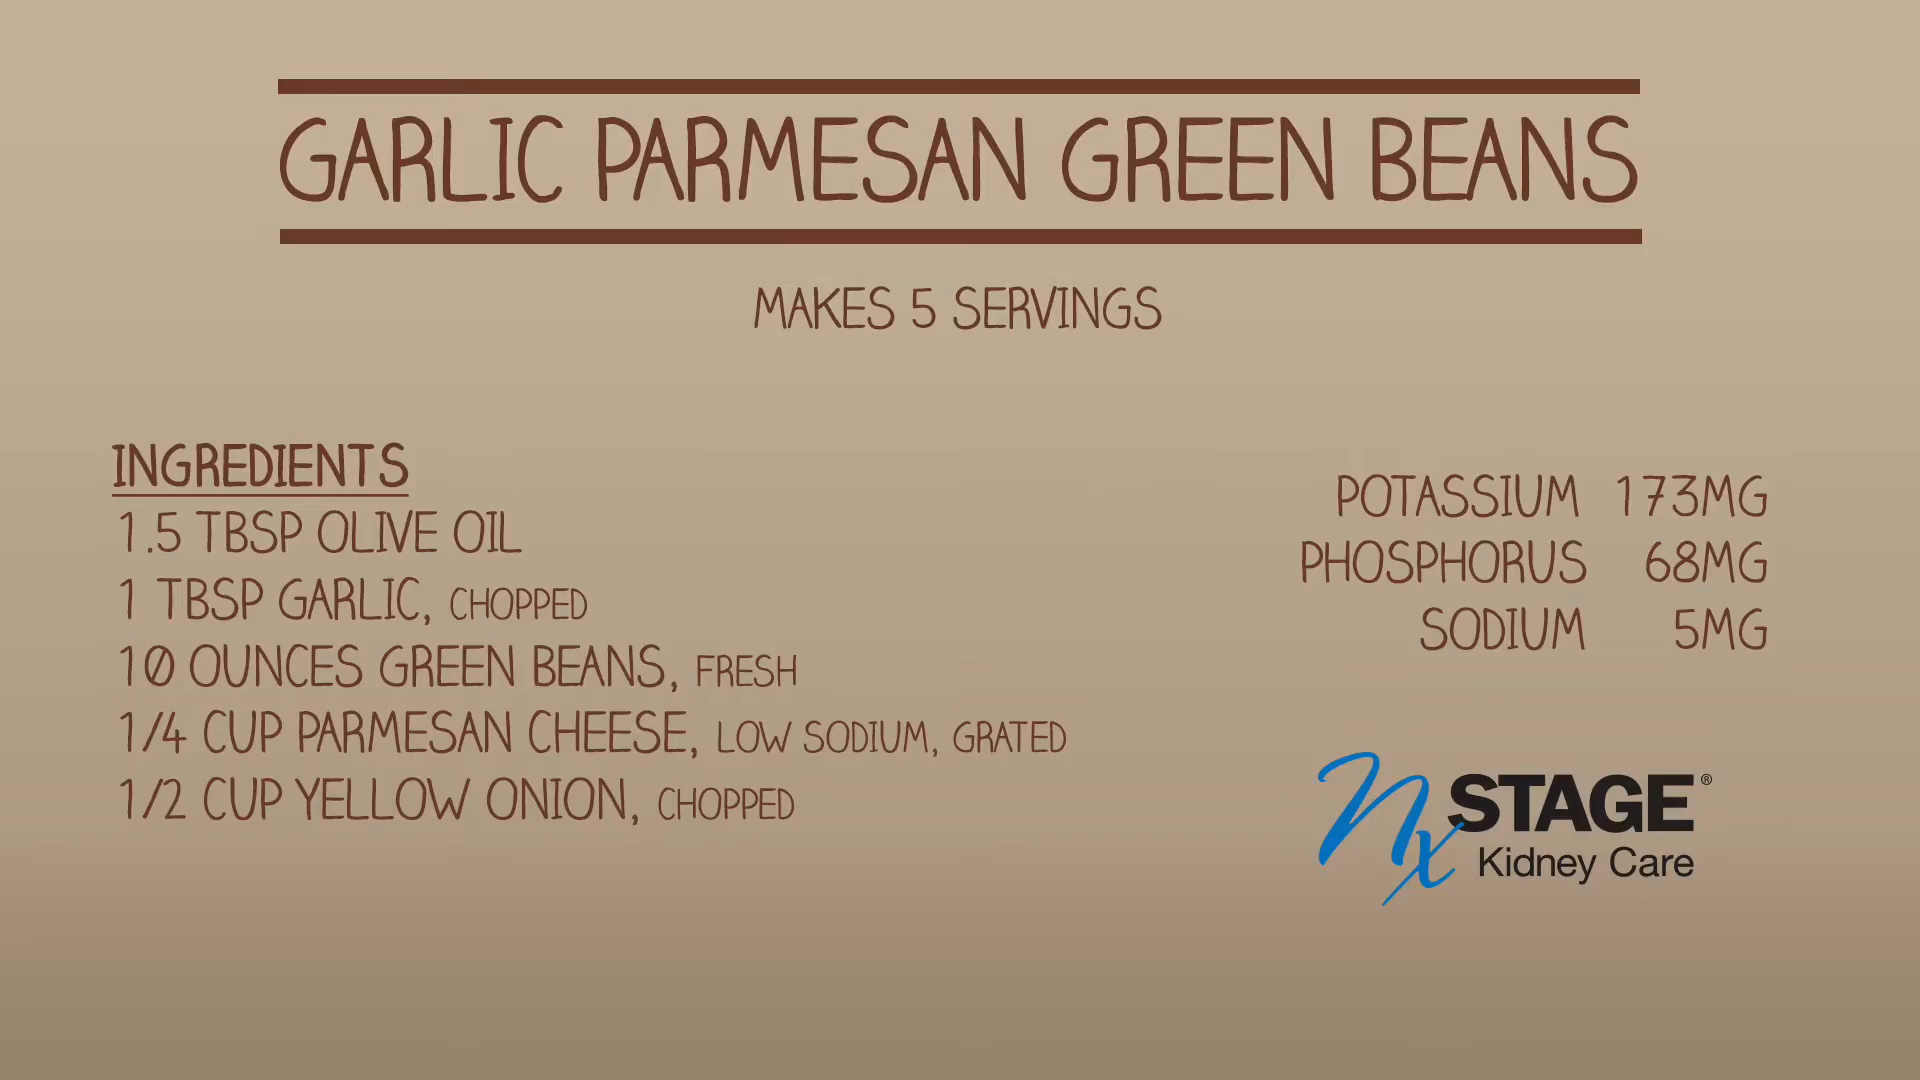 GARLIC PARMESAN GREEN BEANS
MAKES 5 SERVINGS
INGREDIENTS
1.5 TBSP OLIVE OIL
1 TBSP GARLIC, CHOPPED
10 OUNCES GREEN BEANS, FRESH
1/4 CUP PARMESAN CHEESE, LOW SODIUM, GRATED
1/2 CUP YELLOW ONION, CHOPPED
POTASSIUM 173MG
PHOSPHORUS 68MG
SODIUM 5MG
NxSTAGE®
Kidney Care